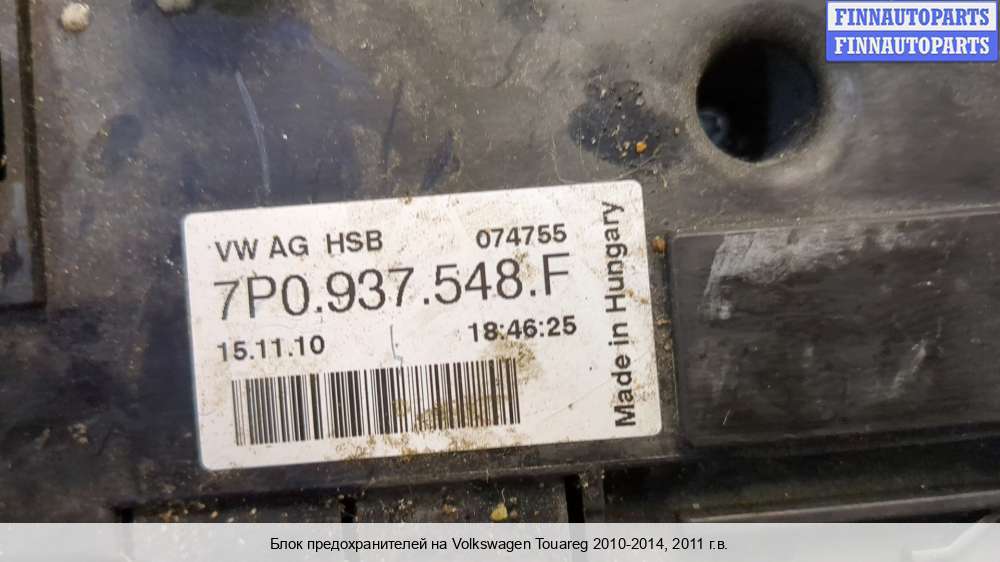 FINNAUTOPARTS
FINNAUTOPARTS
VW AG HSB 074755
7P0.937.548.F
15.11.10 18:46:25
Made in Hungary
Блок предохранителей на Volkswagen Touareg 2010-2014, 2011 г.в.